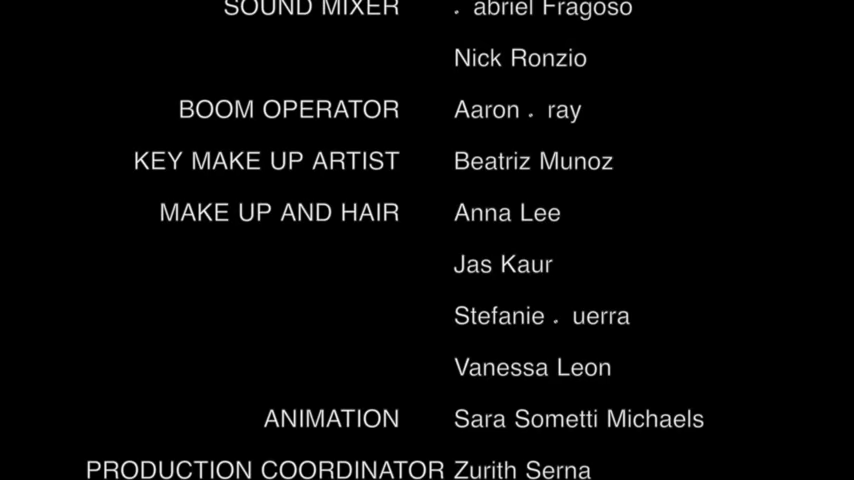 SOUND MIXER . abriel Fragoso
Nick Ronzio
BOOM OPERATOR Aaron . ray
KEY MAKE UP ARTIST Beatriz Munoz
MAKE UP AND HAIR Anna Lee
Jas Kaur
Stefanie . uerra
Vanessa Leon
ANIMATION Sara Sometti Michaels
PRODUCTION COORDINATOR Zurith Serna